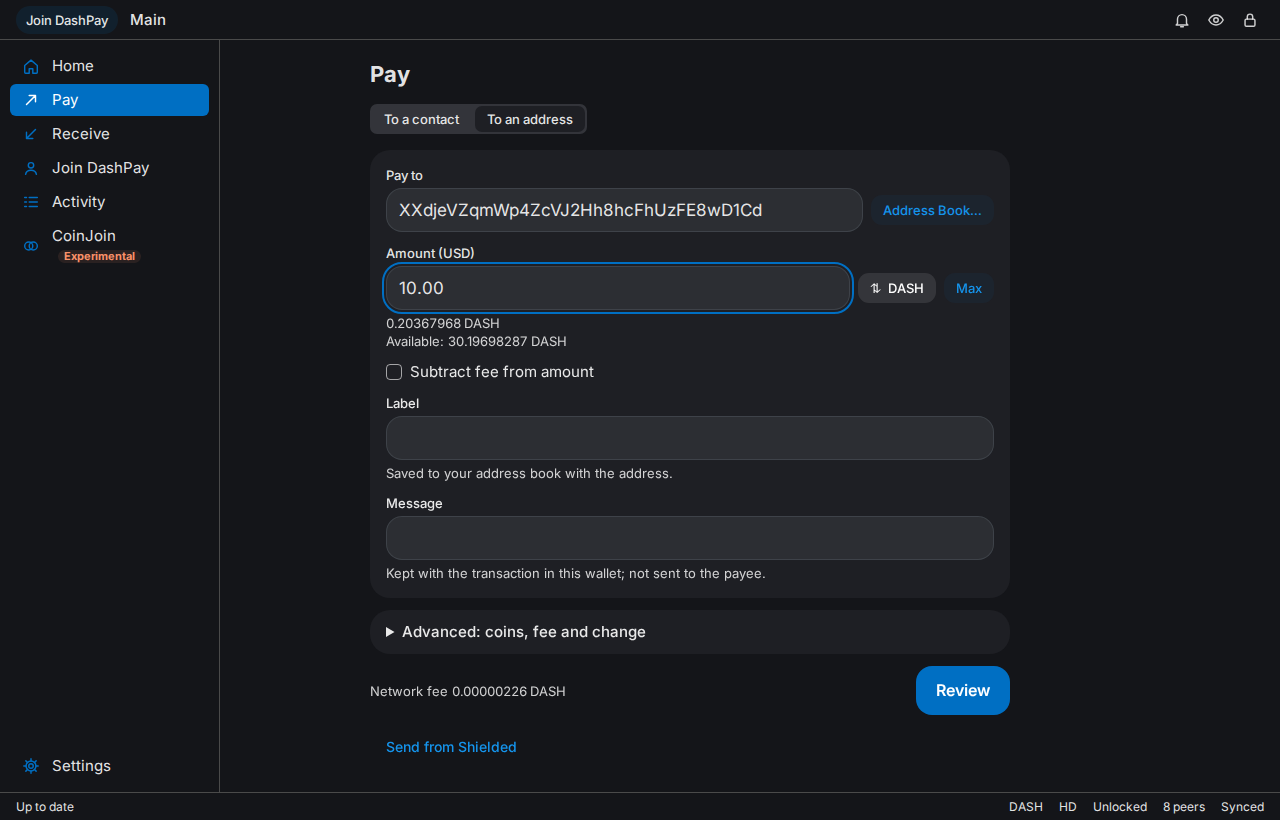 Join DashPay
Main
Home
Pay
Receive
Join DashPay
Activity
CoinJoin
Experimental
Settings
Pay
To a contact
To an address
Pay to
XXdjeVZqmWp4ZcVJ2Hh8hcFhUzFE8wD1Cd
Address Book...
Amount (USD)
10.00
⇅ DASH
Max
0.20367968 DASH
Available: 30.19698287 DASH
Subtract fee from amount
Label
Saved to your address book with the address.
Message
Kept with the transaction in this wallet; not sent to the payee.
Advanced: coins, fee and change
Network fee 0.00000226 DASH
Review
Send from Shielded
Up to date
DASH
HD
Unlocked
8 peers
Synced